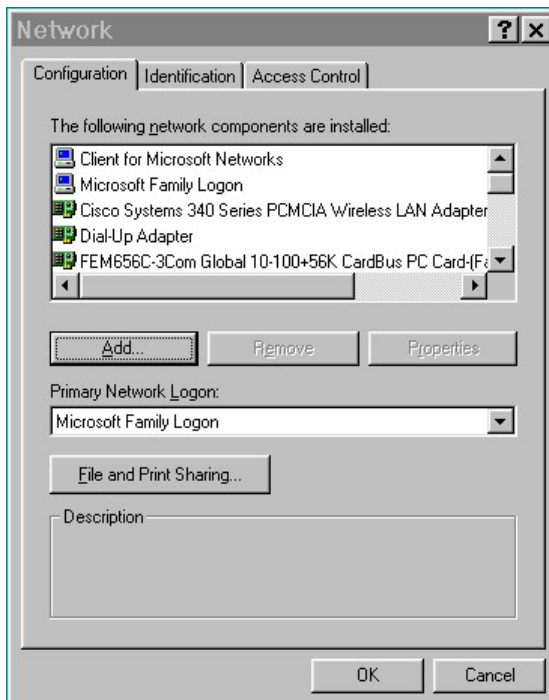 Network
Configuration Identification Access Control
The following network components are installed:
Client for Microsoft Networks
Microsoft Family Logon
Cisco Systems 340 Series PCMCIA Wireless LAN Adapter
Dial-Up Adapter
FEM656C-3Com Global 10-100+56K CardBus PC Card-(Fa
Add... Remove Properties
Primary Network Logon:
Microsoft Family Logon
File and Print Sharing...
Description
OK Cancel